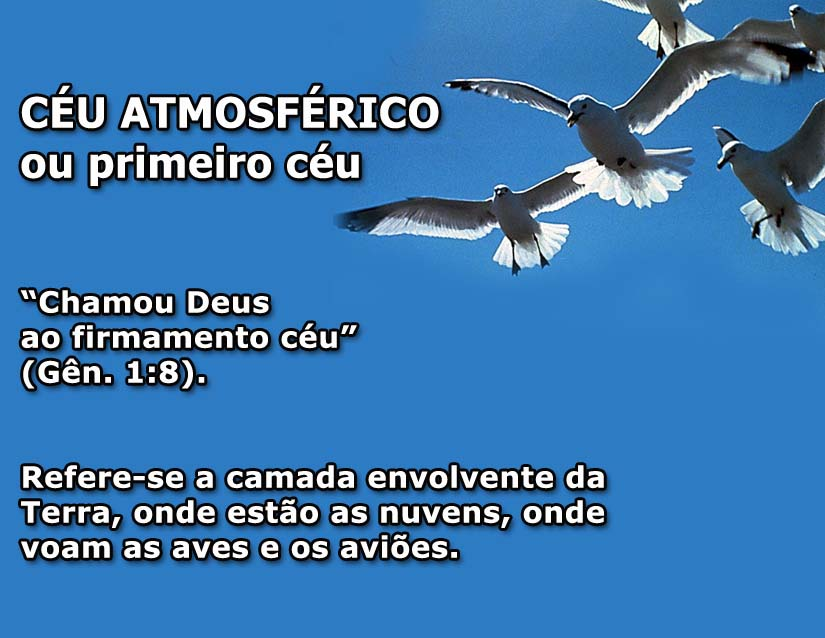 CÉU ATMOSFÉRICO
ou primeiro céu
“Chamou Deus
ao firmamento céu”
(Gên. 1:8).
Refere-se a camada envolvente da
Terra, onde estão as nuvens, onde
voam as aves e os aviões.